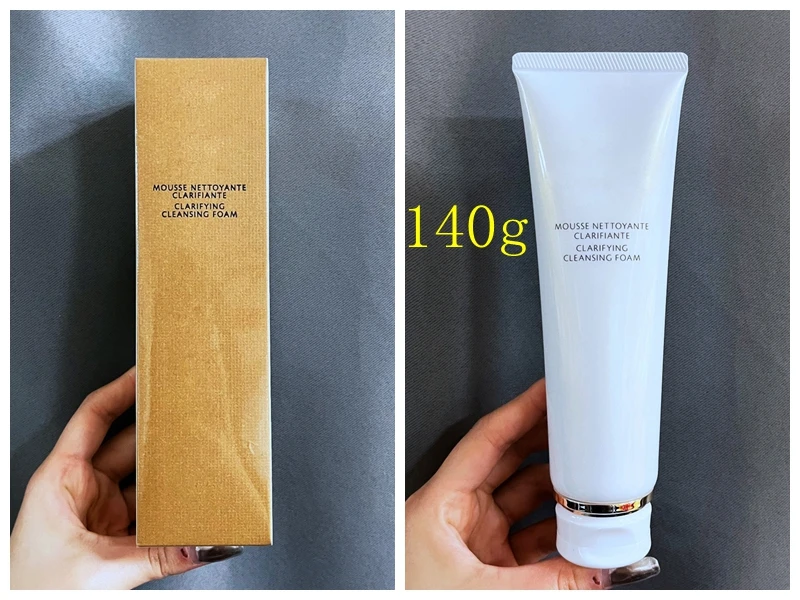 MOUSSE NETTOYANTE
CLARIFIANTE
CLARIFYING
CLEANSING FOAM
140g
MOUSSE NETTOYANTE
CLARIFIANTE
CLARIFYING
CLEANSING FOAM